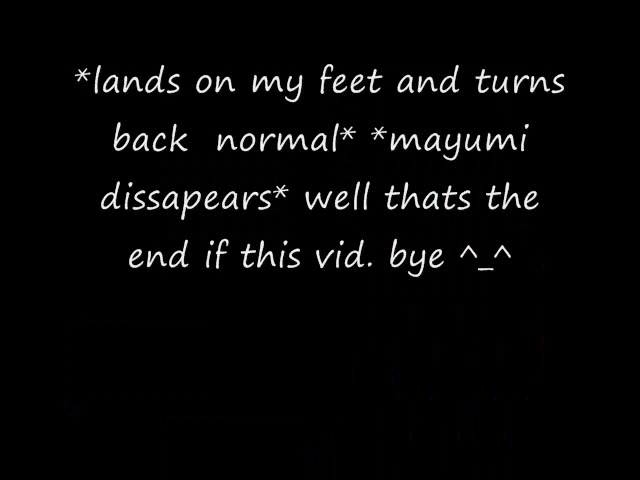 *lands on my feet and turns
back  normal* *mayumi
dissapears* well thats the
end if this vid. bye ^_^